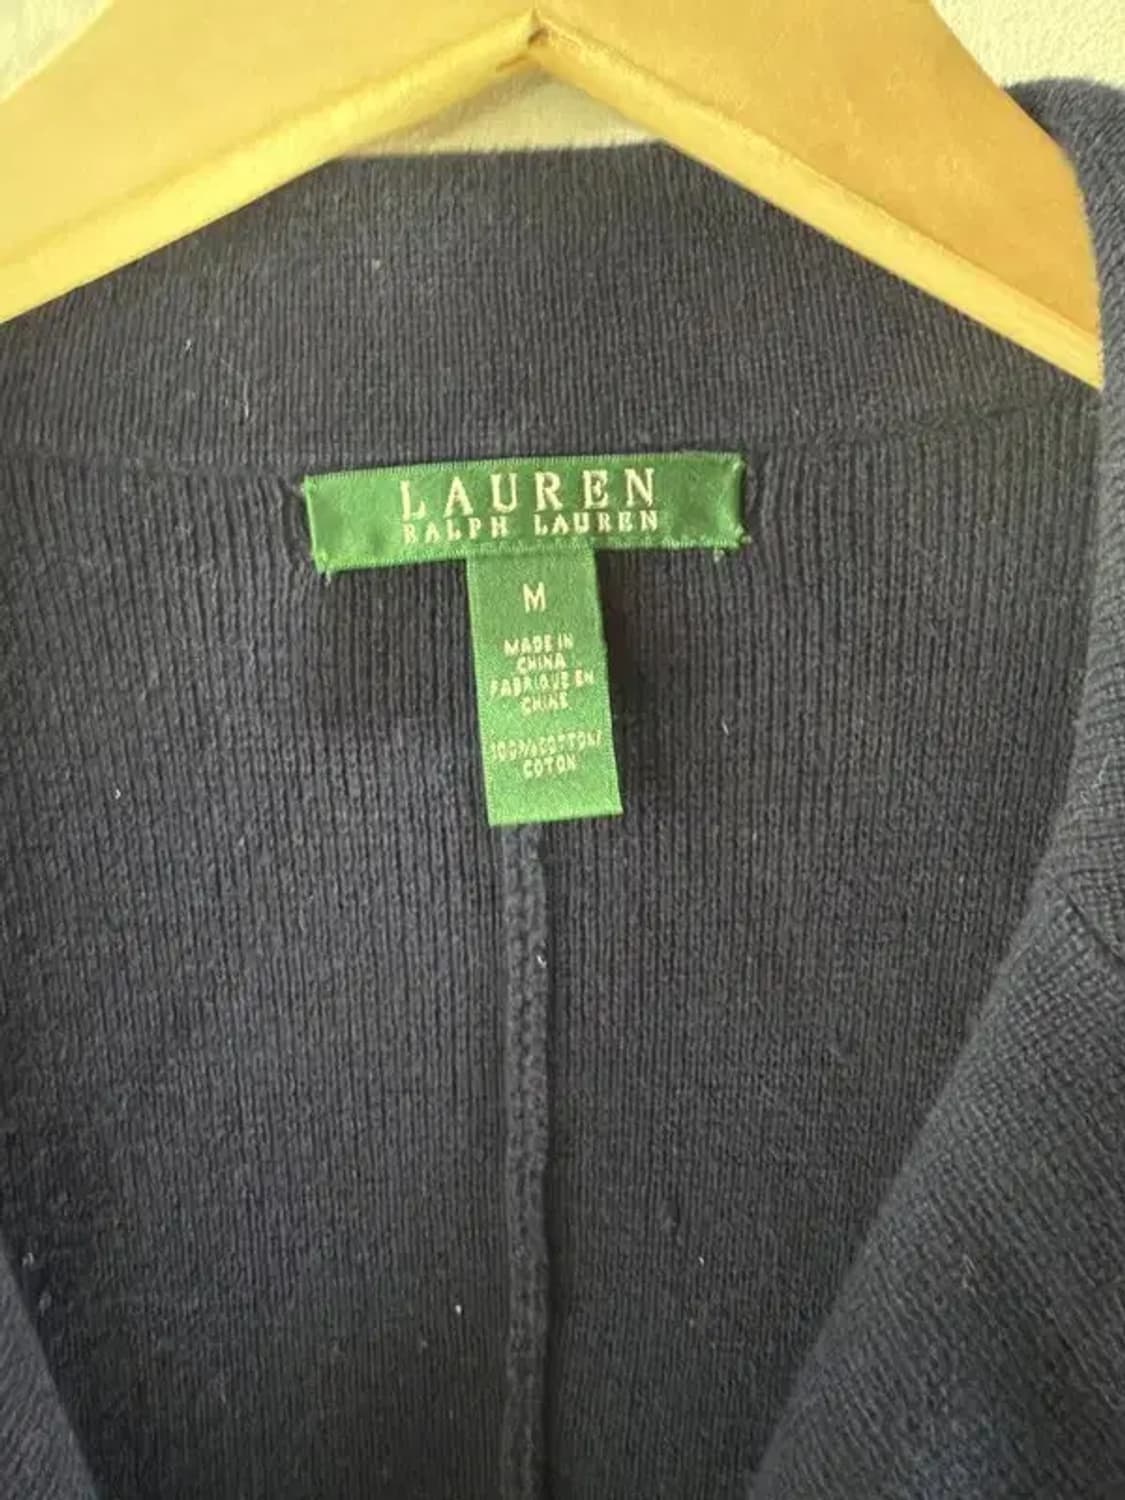 LAUREN
RALPH LAUREN
M
MADE IN
CHINA
FABRIQUE EN
CHINE
100% COTTON/
COTON